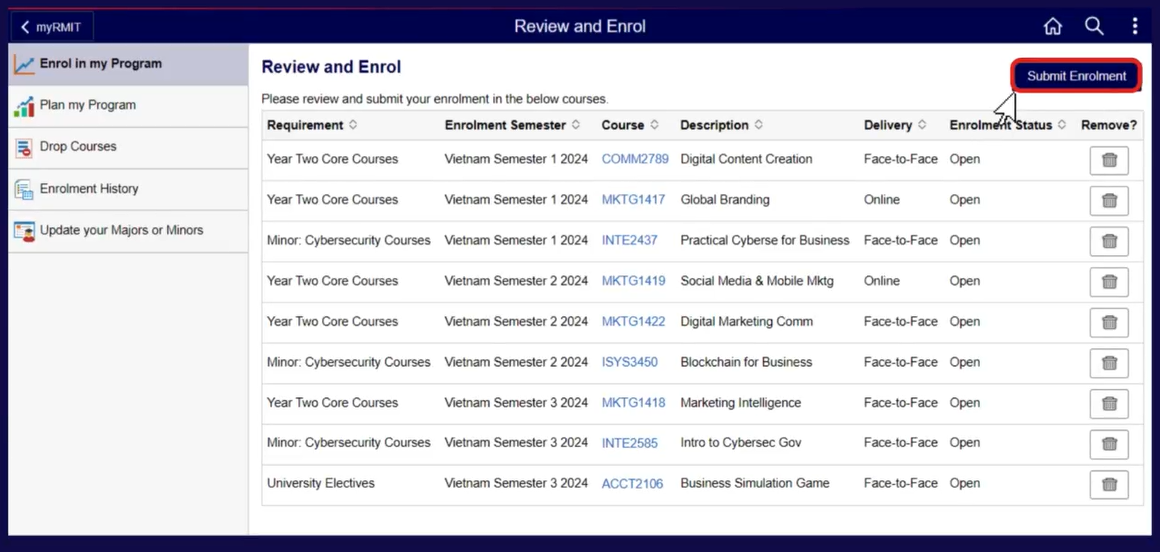 myRMIT
Review and Enrol
Enrol in my Program
Plan my Program
Drop Courses
Enrolment History
Update your Majors or Minors
Review and Enrol
Submit Enrolment
Please review and submit your enrolment in the below courses.
Requirement Enrolment Semester Course Description Delivery Enrolment Status Remove?
Year Two Core Courses Vietnam Semester 1 2024 COMM2789 Digital Content Creation Face-to-Face Open
Year Two Core Courses Vietnam Semester 1 2024 MKTG1417 Global Branding Online Open
Minor: Cybersecurity Courses Vietnam Semester 1 2024 INTE2437 Practical Cyberse for Business Face-to-Face Open
Year Two Core Courses Vietnam Semester 2 2024 MKTG1419 Social Media & Mobile Mktg Online Open
Year Two Core Courses Vietnam Semester 2 2024 MKTG1422 Digital Marketing Comm Face-to-Face Open
Minor: Cybersecurity Courses Vietnam Semester 2 2024 ISYS3450 Blockchain for Business Face-to-Face Open
Year Two Core Courses Vietnam Semester 3 2024 MKTG1418 Marketing Intelligence Face-to-Face Open
Minor: Cybersecurity Courses Vietnam Semester 3 2024 INTE2585 Intro to Cybersec Gov Face-to-Face Open
University Electives Vietnam Semester 3 2024 ACCT2106 Business Simulation Game Face-to-Face Open